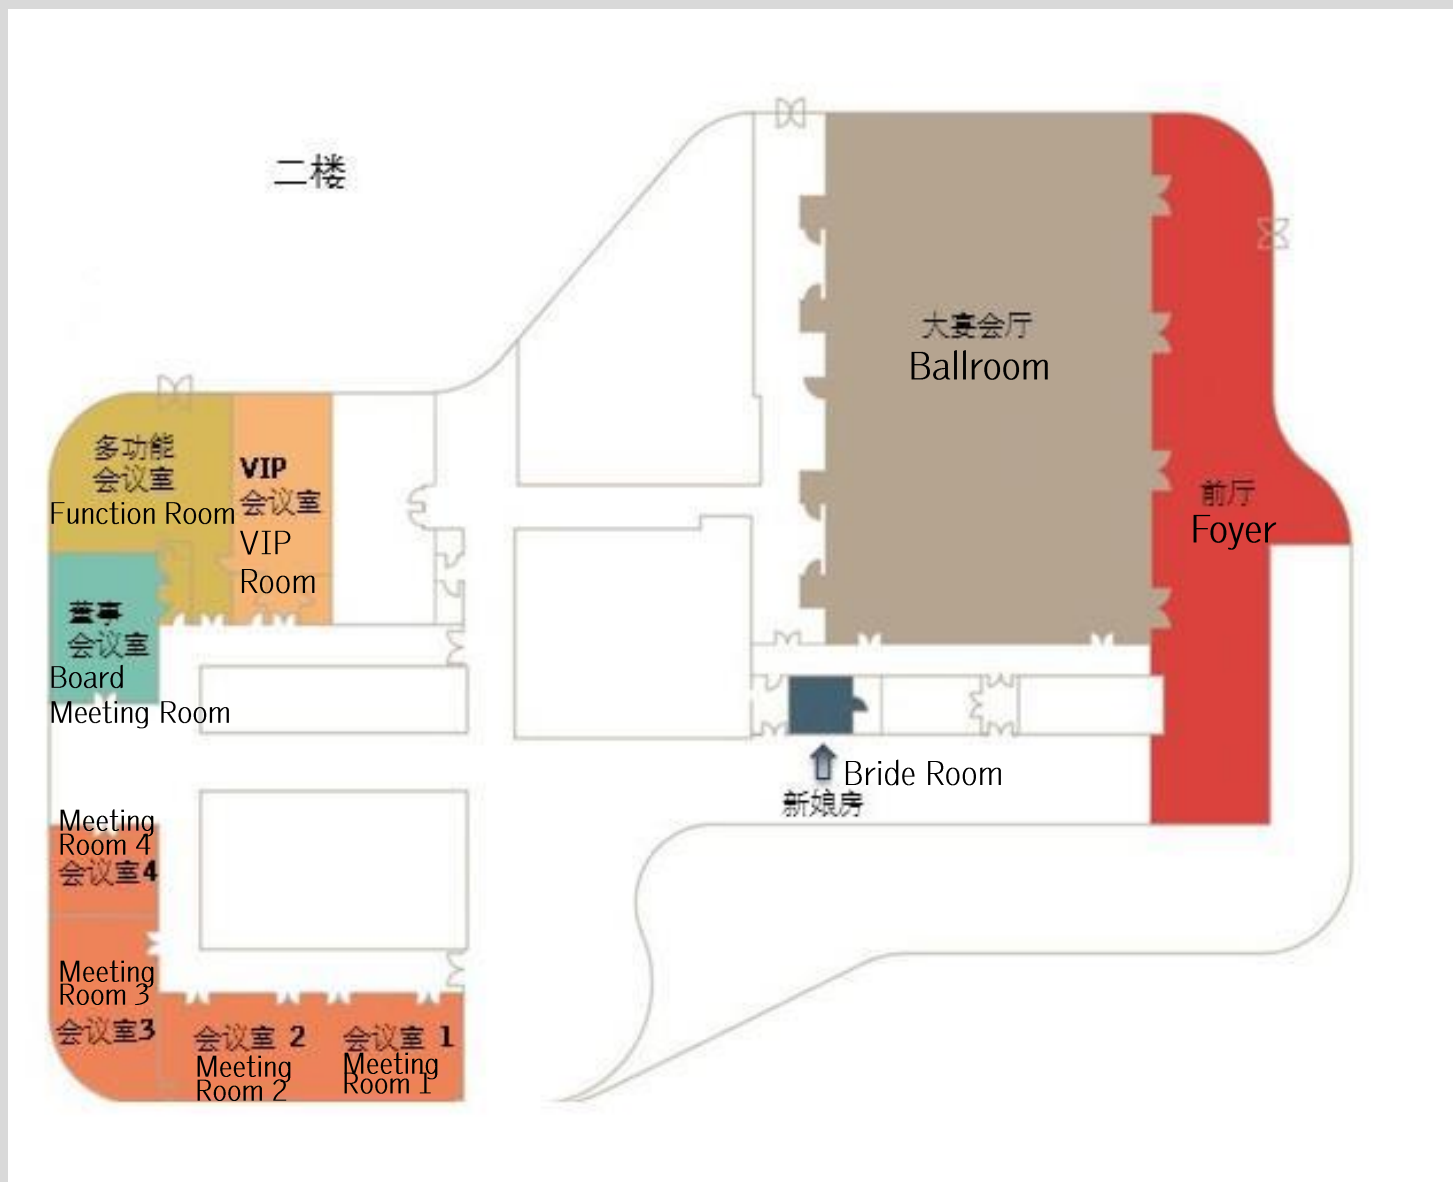 二楼
大宴会厅
Ballroom
多功能
会议室
Function Room
VIP
会议室
VIP
Room
前厅
Foyer
董事
会议室
Board
Meeting Room
Bride Room
新娘房
Meeting
Room 4
会议室4
Meeting
Room 3
会议室3
会议室 2
Meeting
Room 2
会议室 1
Meeting
Room 1